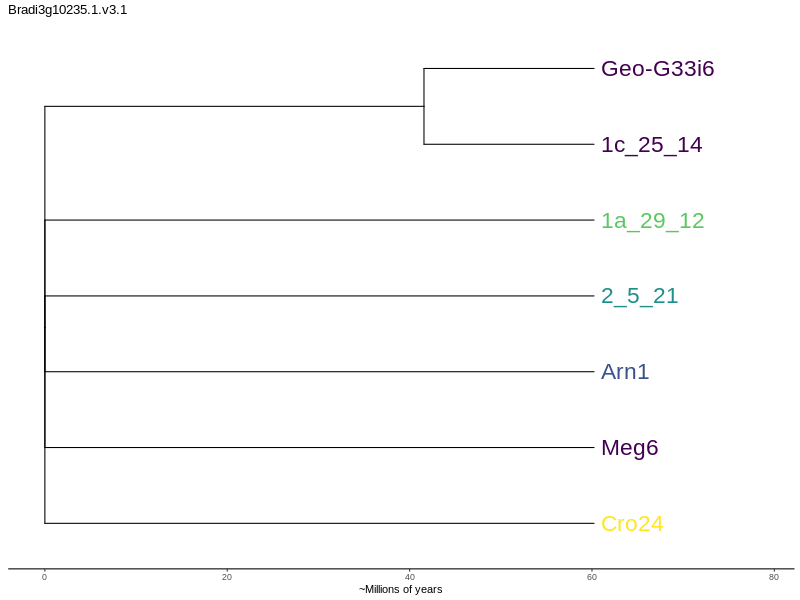 Bradi3g10235.1.v3.1
Geo-G33i6
1c_25_14
1a_29_12
2_5_21
Arn1
Meg6
Cro24
0 20 40 60 80
~Millions of years